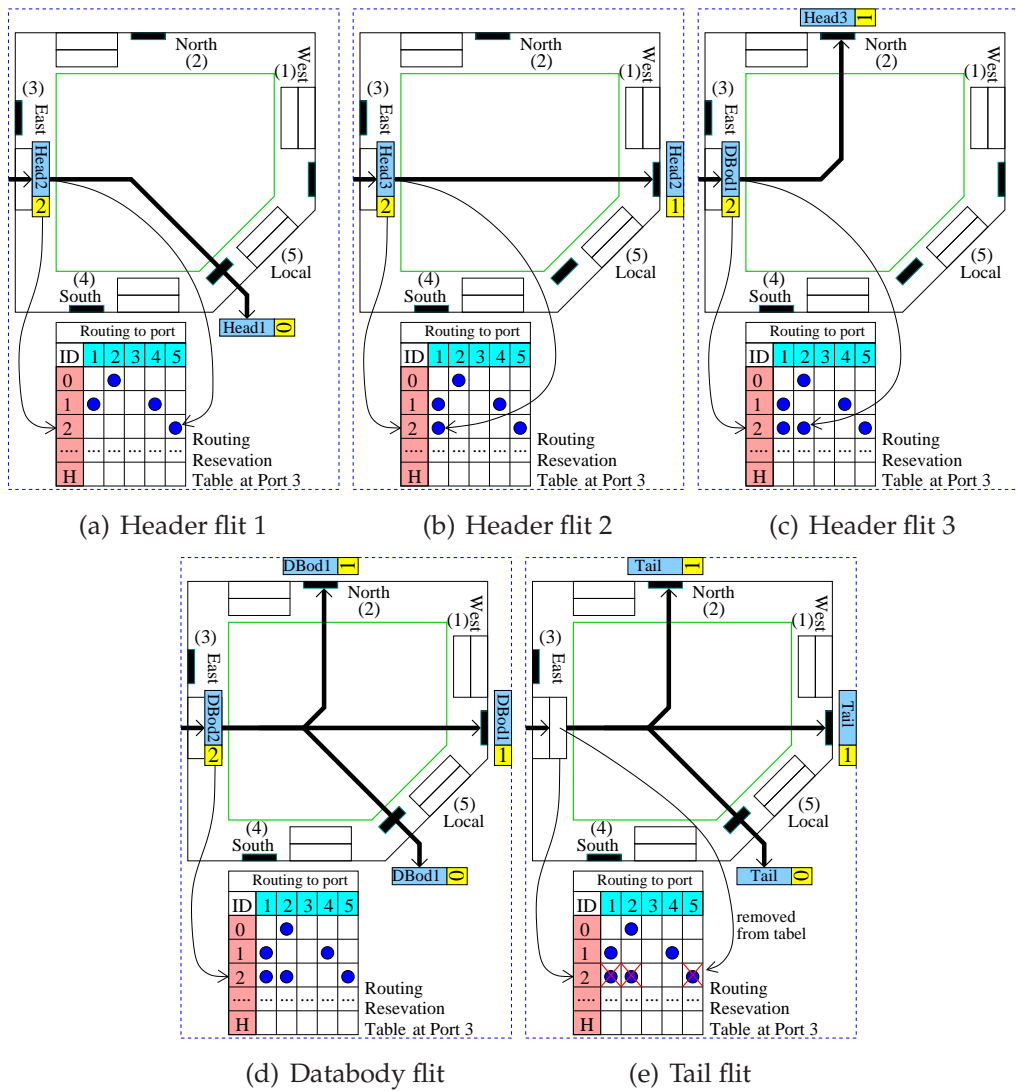 Head3 1
North
(2)
West
(1)
(3)
East
Head2 2
(5)
Local
(4)
South
Head1 0
Routing to port
ID 1 2 3 4 5
0
1
2
.... ... ... ... ... ...
H
Routing
Resevation
Table at Port 3
(a) Header flit 1
North
(2)
West
(1)
(3)
East
Head3 2
Head2 1
(5)
Local
(4)
South
Routing to port
ID 1 2 3 4 5
0
1
2
.... ... ... ... ... ...
H
Routing
Resevation
Table at Port 3
(b) Header flit 2
North
(2)
West
(1)
(3)
East
DBod1 2
(5)
Local
(4)
South
Routing to port
ID 1 2 3 4 5
0
1
2
.... ... ... ... ... ...
H
Routing
Resevation
Table at Port 3
(c) Header flit 3
DBod1 1
North
(2)
West
(1)
(3)
East
DBod2 2
DBod1 1
(5)
Local
(4)
South
DBod1 0
Routing to port
ID 1 2 3 4 5
0
1
2
.... ... ... ... ... ...
H
Routing
Resevation
Table at Port 3
(d) Databody flit
Tail 1
North
(2)
West
(1)
(3)
East
Tail 1
(5)
Local
(4)
South
Tail 0
Routing to port
ID 1 2 3 4 5
0
1
2
.... ... ... ... ... ...
H
removed
from tabel
Routing
Resevation
Table at Port 3
(e) Tail flit